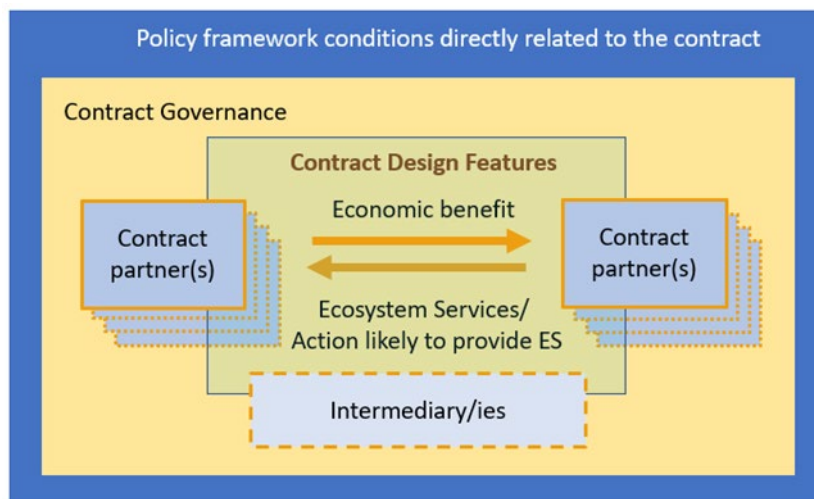 Policy framework conditions directly related to the contract
Contract Governance
Contract Design Features
Economic benefit
Contract
partner(s)
Contract
partner(s)
Ecosystem Services/
Action likely to provide ES
Intermediary/ies